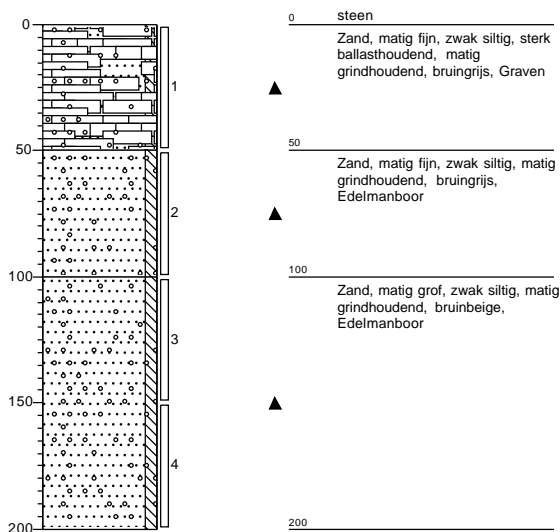 0
50
100
150
200
1
2
3
4
0
steen
Zand, matig fijn, zwak siltig, sterk
ballasthoudend, matig
grindhoudend, bruingrijs, Graven
50
Zand, matig fijn, zwak siltig, matig
grindhoudend, bruingrijs,
Edelmanboor
100
Zand, matig grof, zwak siltig, matig
grindhoudend, bruinbeige,
Edelmanboor
200